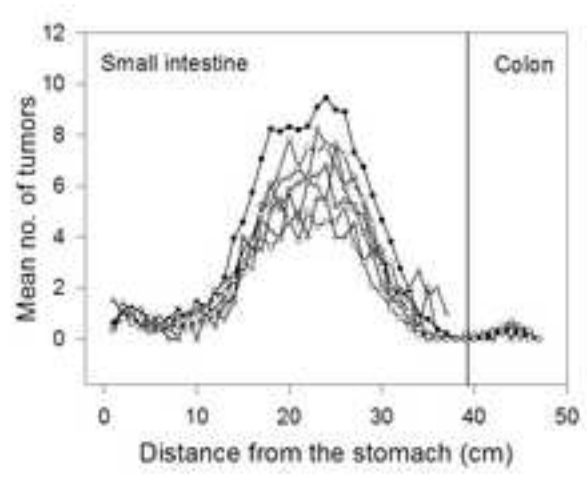 12
Small intestine
Colon
10
8
6
4
2
0
Mean no. of tumors
0 10 20 30 40 50
Distance from the stomach (cm)